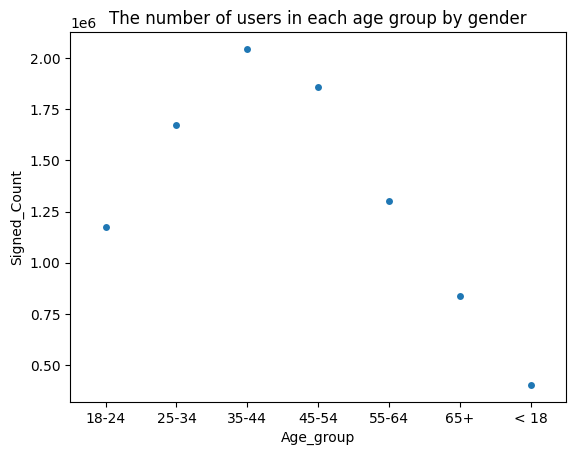 The number of users in each age group by gender
1e6
2.00
1.75
1.50
1.25
1.00
0.75
0.50
Signed_Count
18-24 25-34 35-44 45-54 55-64 65+ < 18
Age_group